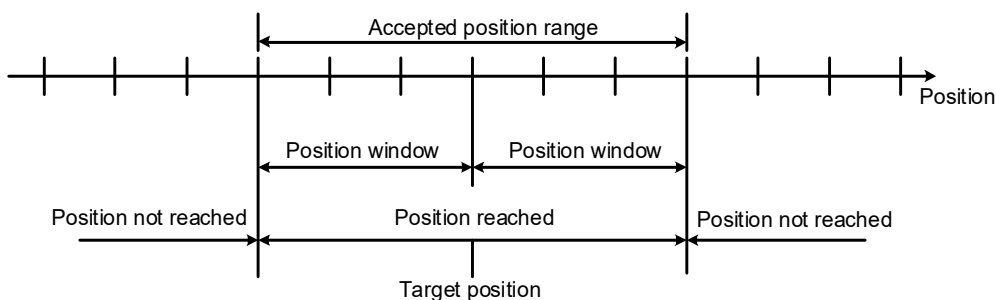 Accepted position range
Position
Position window
Position window
Position not reached
Position reached
Position not reached
Target position